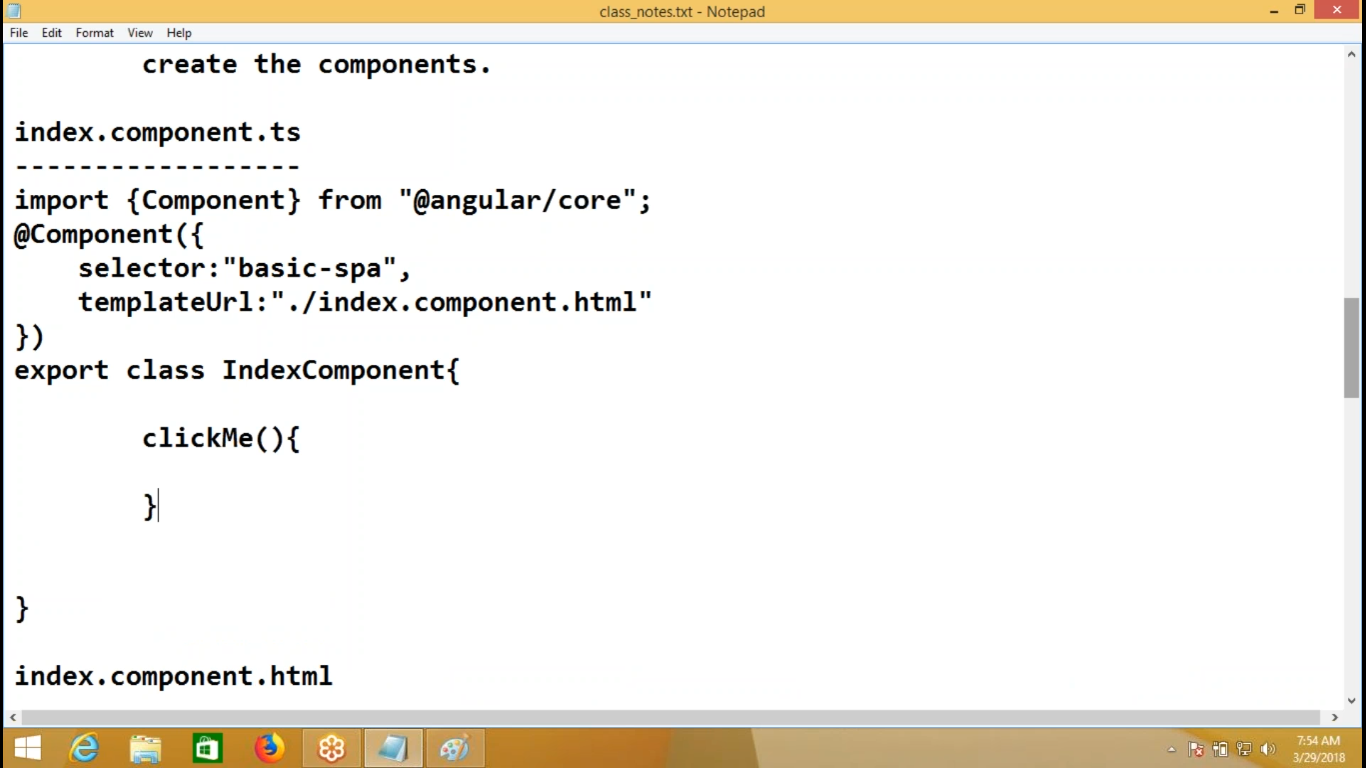 class_notes.txt - Notepad
File Edit Format View Help
create the components.
index.component.ts
------------------
import {Component} from "@angular/core";
@Component({
selector:"basic-spa",
templateUrl:"./index.component.html"
})
export class IndexComponent{
clickMe(){
}
}
index.component.html
7:54 AM
3/29/2018